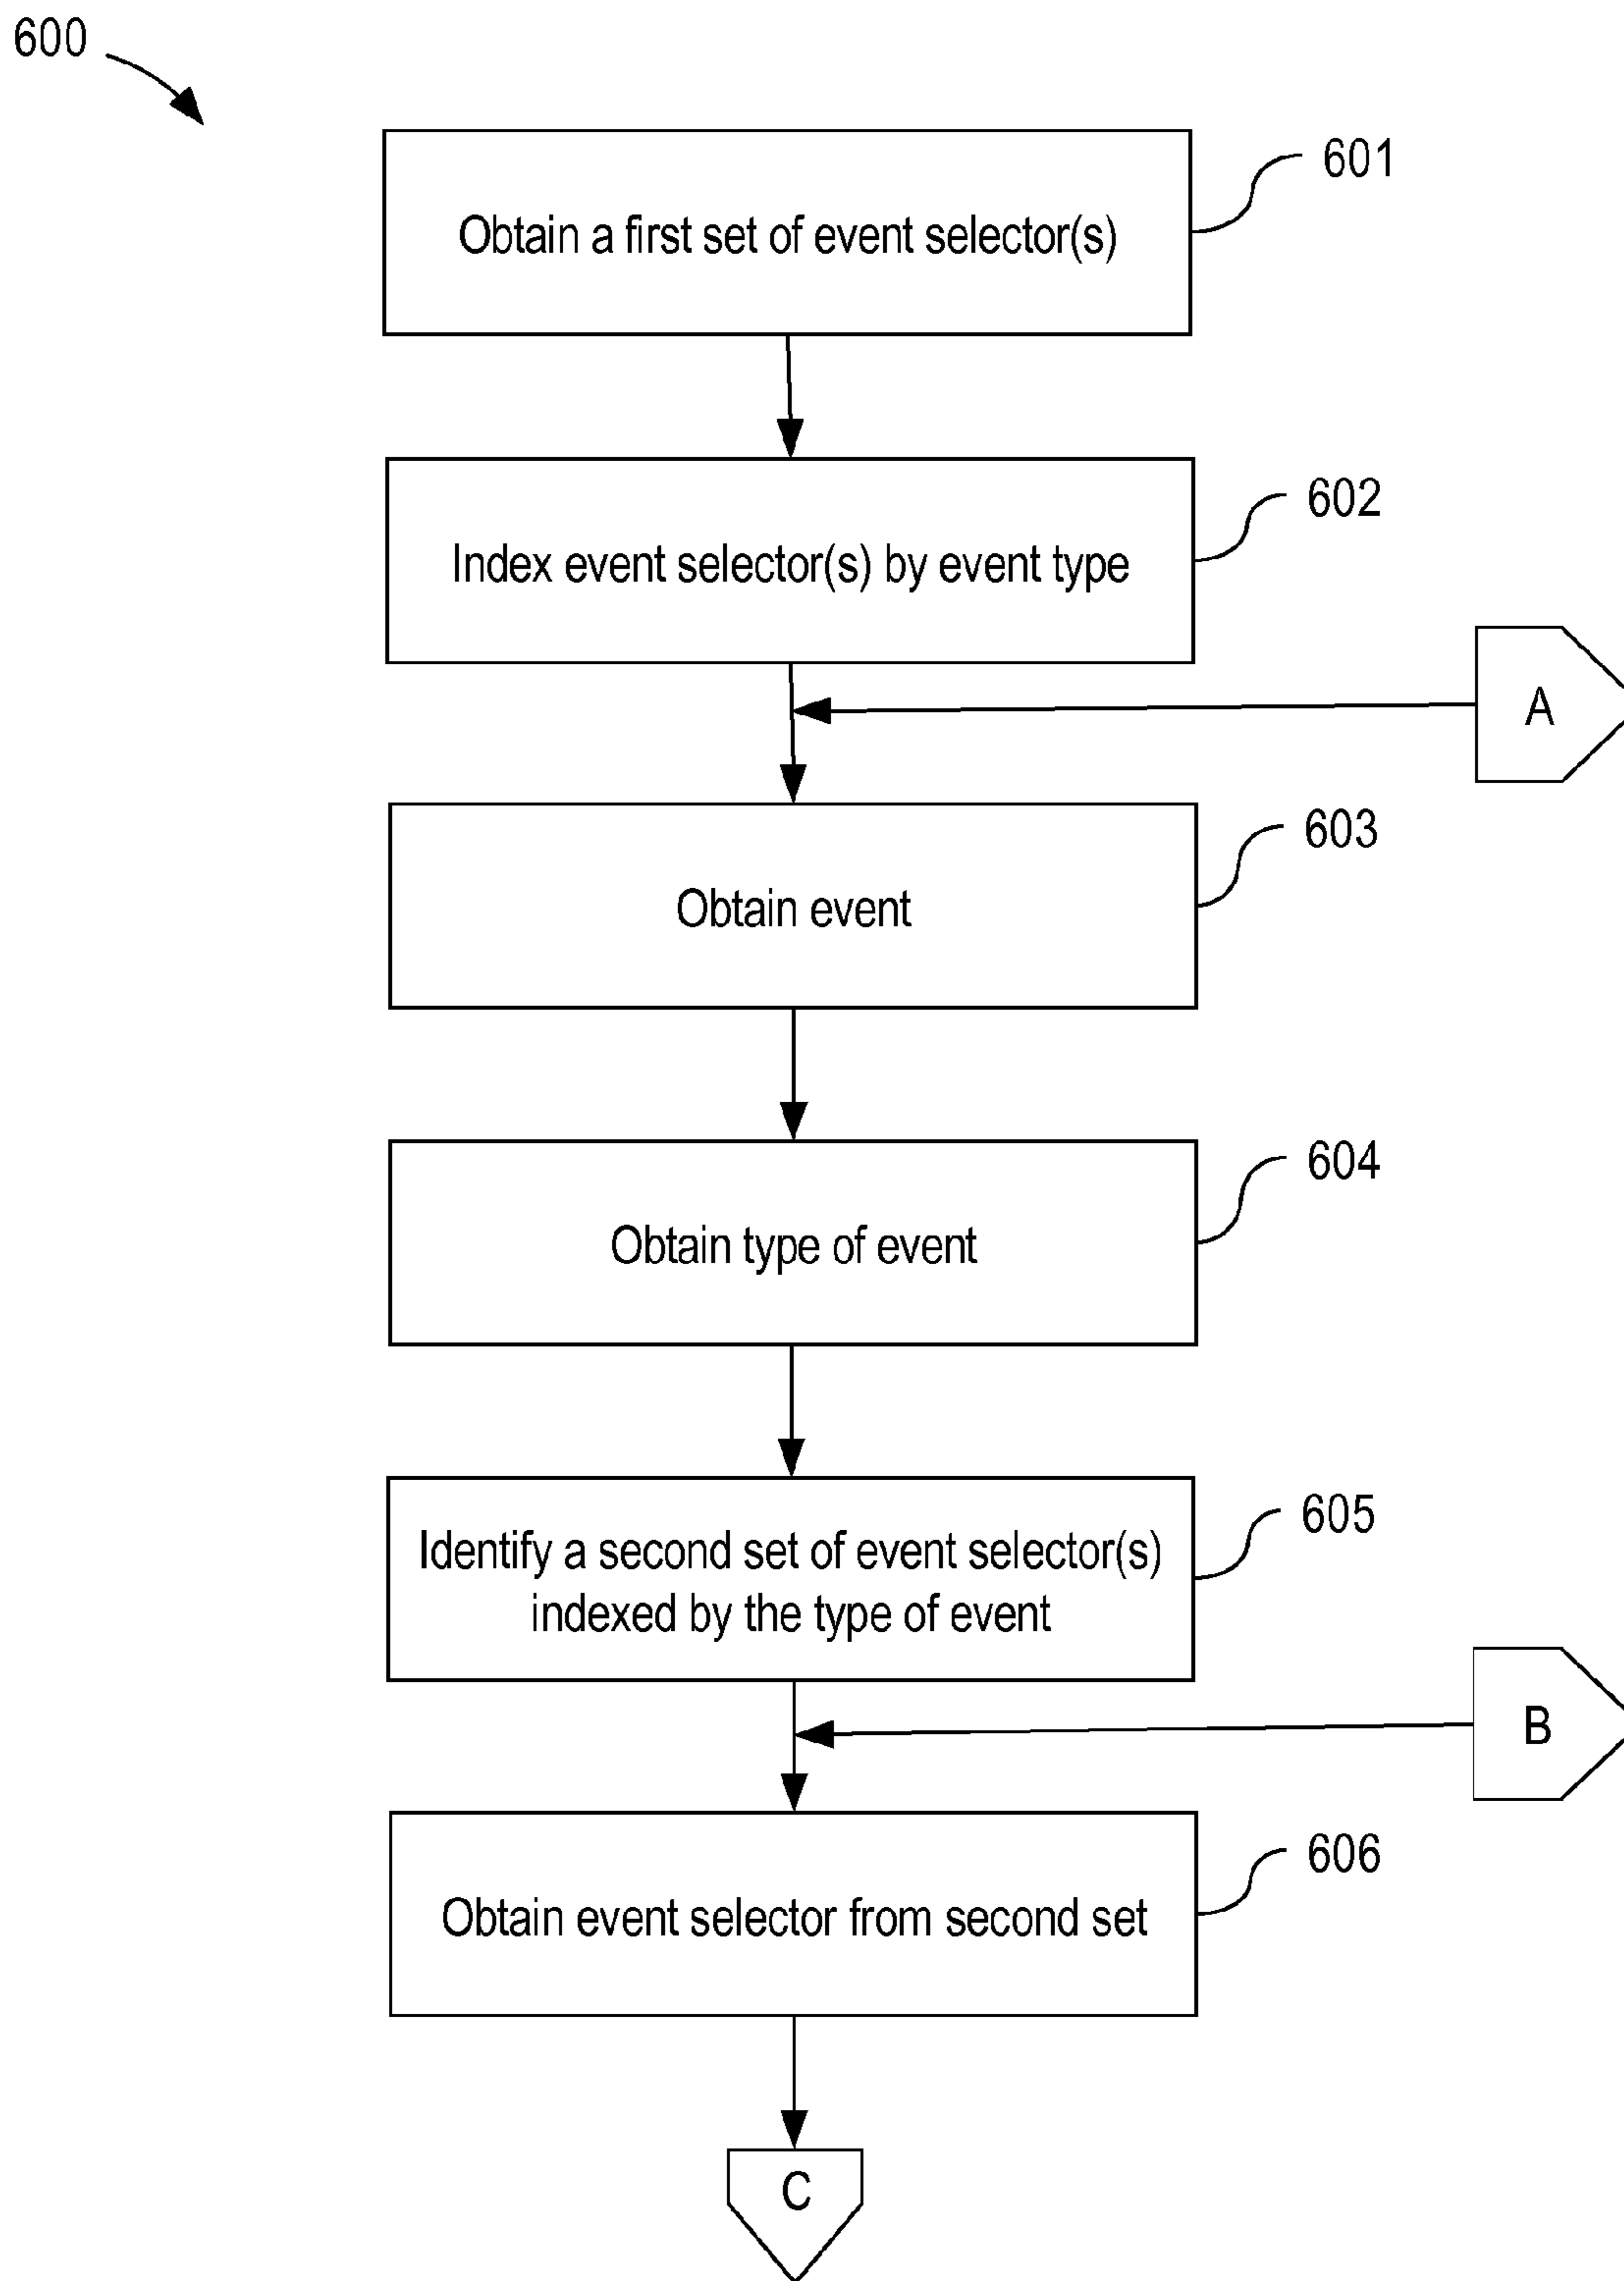 600
601
Obtain a first set of event selector(s)
602
Index event selector(s) by event type
A
603
Obtain event
604
Obtain type of event
605
Identify a second set of event selector(s)
indexed by the type of event
B
606
Obtain event selector from second set
C